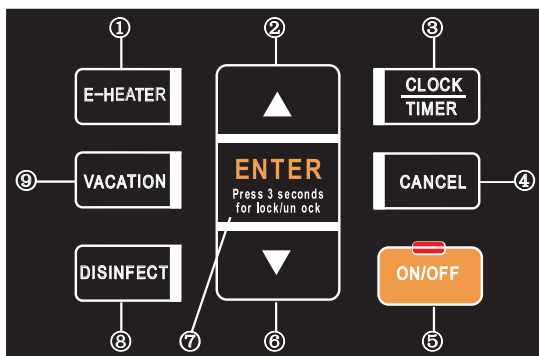 ① ② ③
E-HEATER
▲
CLOCK
TIMER
⑨ VACATION
ENTER
Press 3 seconds
for lock/un ock
CANCEL ④
DISINFECT
▼
ON/OFF
⑧ ⑦ ⑥ ⑤